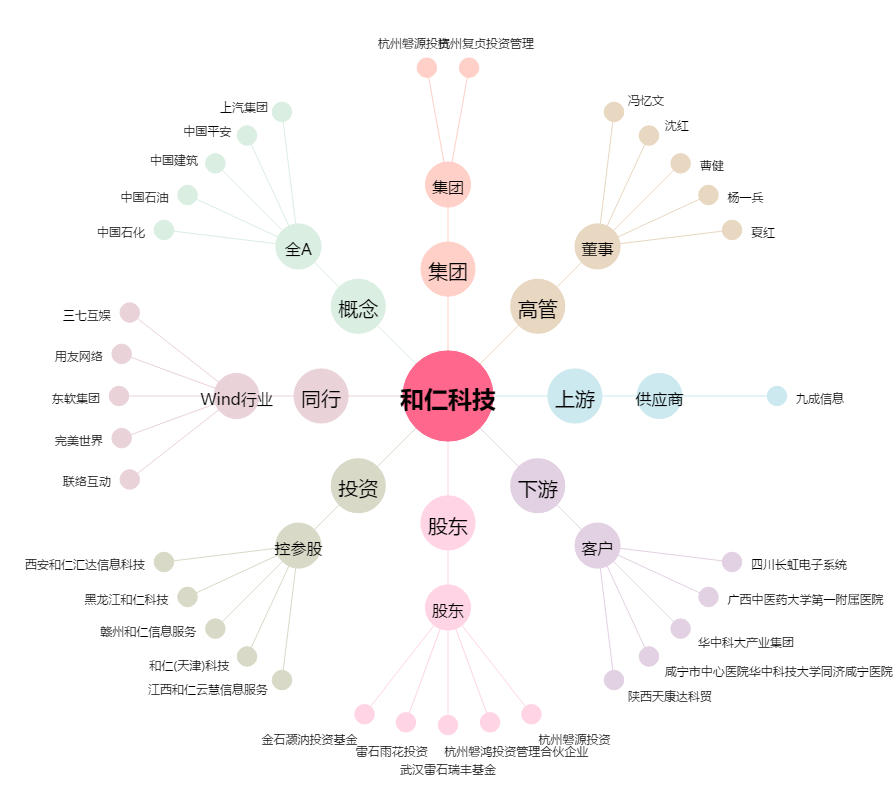 杭州磐源投资
杭州复贞投资管理
集团
集团
冯忆文
沈红
曹健
杨一兵
夏红
董事
高管
上汽集团
中国平安
中国建筑
中国石油
中国石化
全A
概念
三七互娱
用友网络
东软集团
完美世界
联络互动
Wind行业
同行
和仁科技
上游
供应商
九成信息
投资
控参股
西安和仁汇达信息科技
黑龙江和仁科技
赣州和仁信息服务
和仁(天津)科技
江西和仁云慧信息服务
股东
股东
金石灏汭投资基金
雷石雨花投资
武汉雷石瑞丰基金
杭州磐鸿投资管理合伙企业
杭州磐源投资
下游
客户
四川长虹电子系统
广西中医药大学第一附属医院
华中科大产业集团
咸宁市中心医院华中科技大学同济咸宁医院
陕西天康达科贸